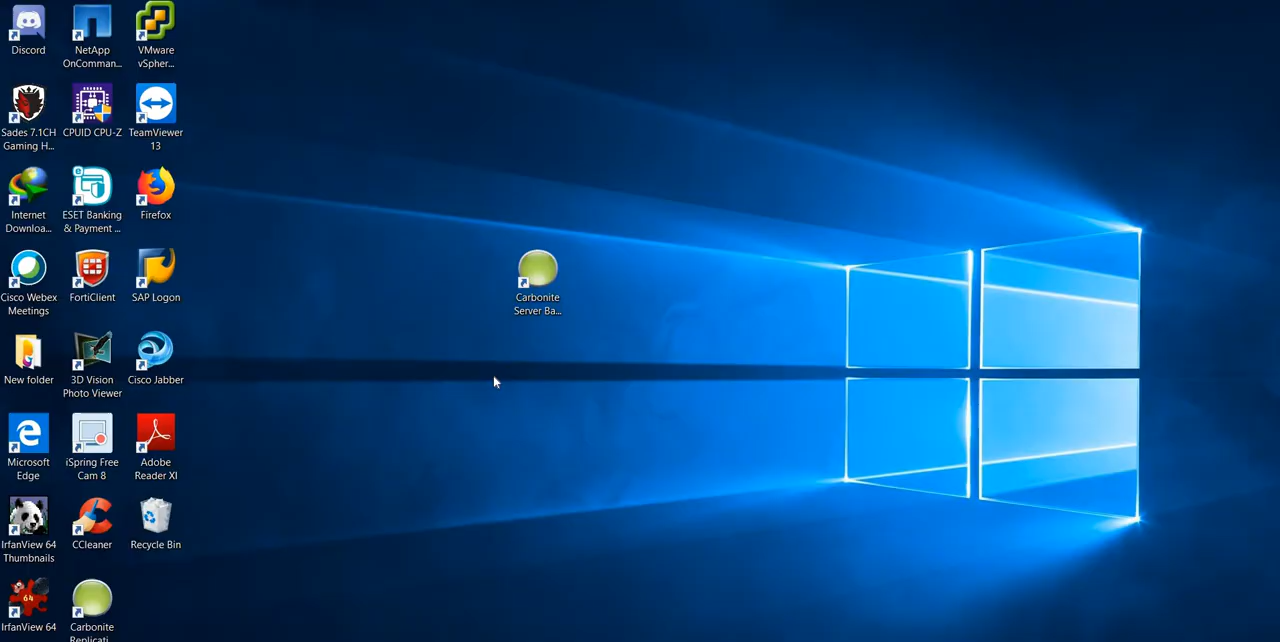 Discord
NetApp
OnComman...
VMware
vSpher...
Sades 7.1CH
Gaming H...
CPUID CPU-Z
TeamViewer
13
Internet
Downloa...
ESET Banking
& Payment ...
Firefox
Cisco Webex
Meetings
FortiClient
SAP Logon
Carbonite
Server Ba...
New folder
3D Vision
Photo Viewer
Cisco Jabber
Microsoft
Edge
iSpring Free
Cam 8
Adobe
Reader XI
IrfanView 64
Thumbnails
CCleaner
Recycle Bin
64
IrfanView 64
Carbonite
Replicati...